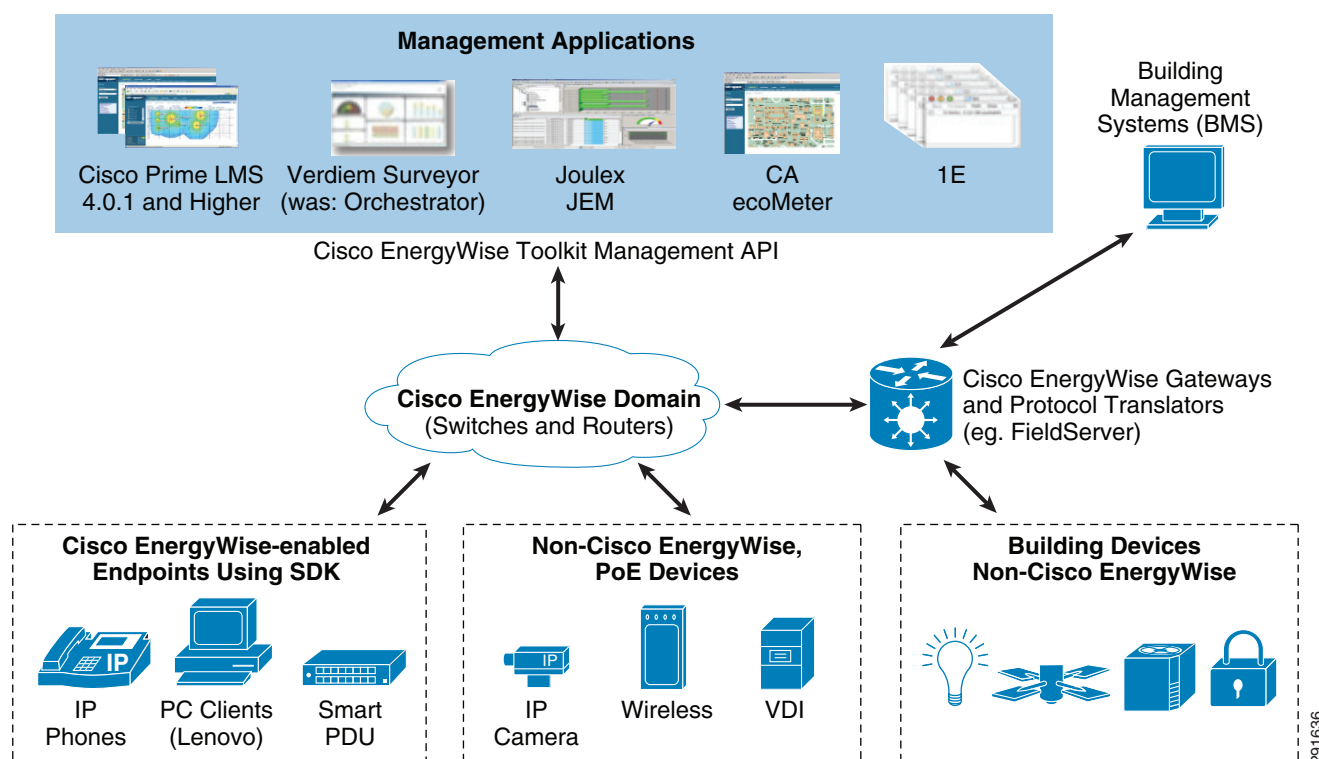 Management Applications
Cisco Prime LMS
4.0.1 and Higher
Verdiem Surveyor
(was: Orchestrator)
Joulex
JEM
CA
ecoMeter
1E
Building
Management
Systems (BMS)
Cisco EnergyWise Toolkit Management API
Cisco EnergyWise Domain
(Switches and Routers)
Cisco EnergyWise Gateways
and Protocol Translators
(eg. FieldServer)
Cisco EnergyWise-enabled
Endpoints Using SDK
IP
IP
Phones
PC Clients
(Lenovo)
Smart
PDU
Non-Cisco EnergyWise,
PoE Devices
IP
IP
Camera
Wireless
VDI
Building Devices
Non-Cisco EnergyWise
291636